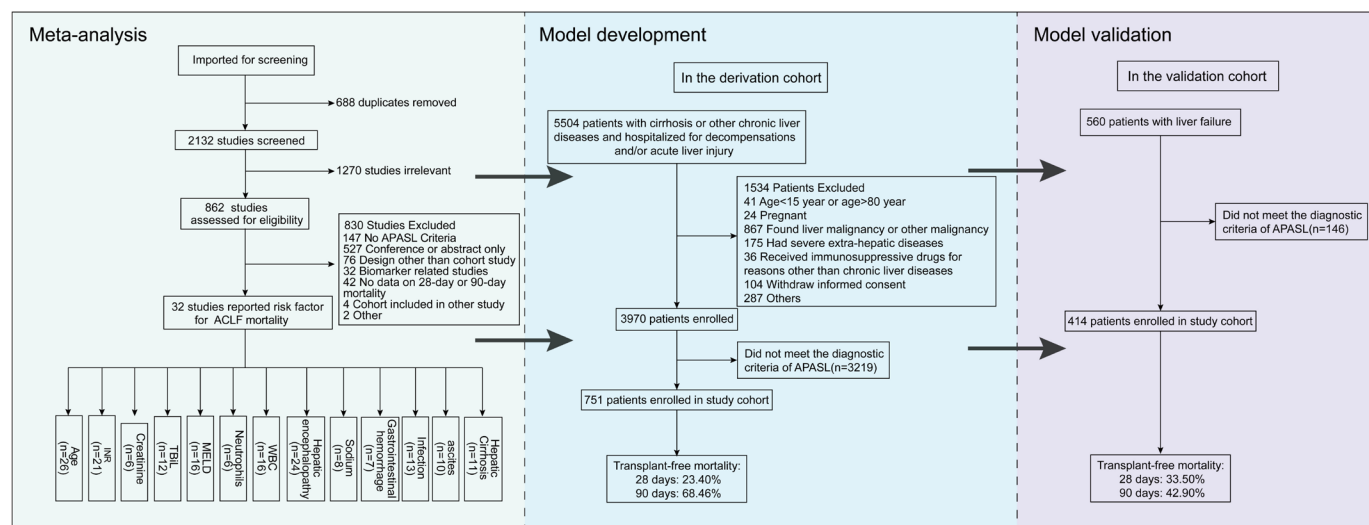 Meta-analysis
Imported for screening
688 duplicates removed
2132 studies screened
1270 studies irrelevant
862 studies
assessed for eligibility
830 Studies Excluded
147 No APASL Criteria
527 Conference or abstract only
76 Design other than cohort study
32 Biomarker related studies
42 No data on 28-day or 90-day
mortality
4 Cohort included in other study
2 Other
32 studies reported risk factor
for ACLF mortality
Age
(n=26)
INR
(n=21)
Creatinine
(n=6)
TBiL
(n=12)
MELD
(n=16)
Neutrophils
(n=6)
WBC
(n=16)
Hepatic
encephalopathy
(n=24)
Sodium
(n=8)
Gastrointestinal
hemorrhage
(n=7)
Infection
(n=13)
ascites
(n=10)
Hepatic
Cirrhosis
(n=11)
Model development
In the derivation cohort
5504 patients with cirrhosis or other chronic liver
diseases and hospitalized for decompensations
and/or acute liver injury
1534 Patients Excluded
41 Age<15 year or age>80 year
24 Pregnant
867 Found liver malignancy or other malignancy
175 Had severe extra-hepatic diseases
36 Received immunosuppressive drugs for
reasons other than chronic liver diseases
104 Withdraw informed consent
287 Others
3970 patients enrolled
Did not meet the diagnostic
criteria of APASL(n=3219)
751 patients enrolled in study cohort
Transplant-free mortality:
28 days: 23.40%
90 days: 68.46%
Model validation
In the validation cohort
560 patients with liver failure
Did not meet the diagnostic
criteria of APASL(n=146)
414 patients enrolled in study cohort
Transplant-free mortality:
28 days: 33.50%
90 days: 42.90%